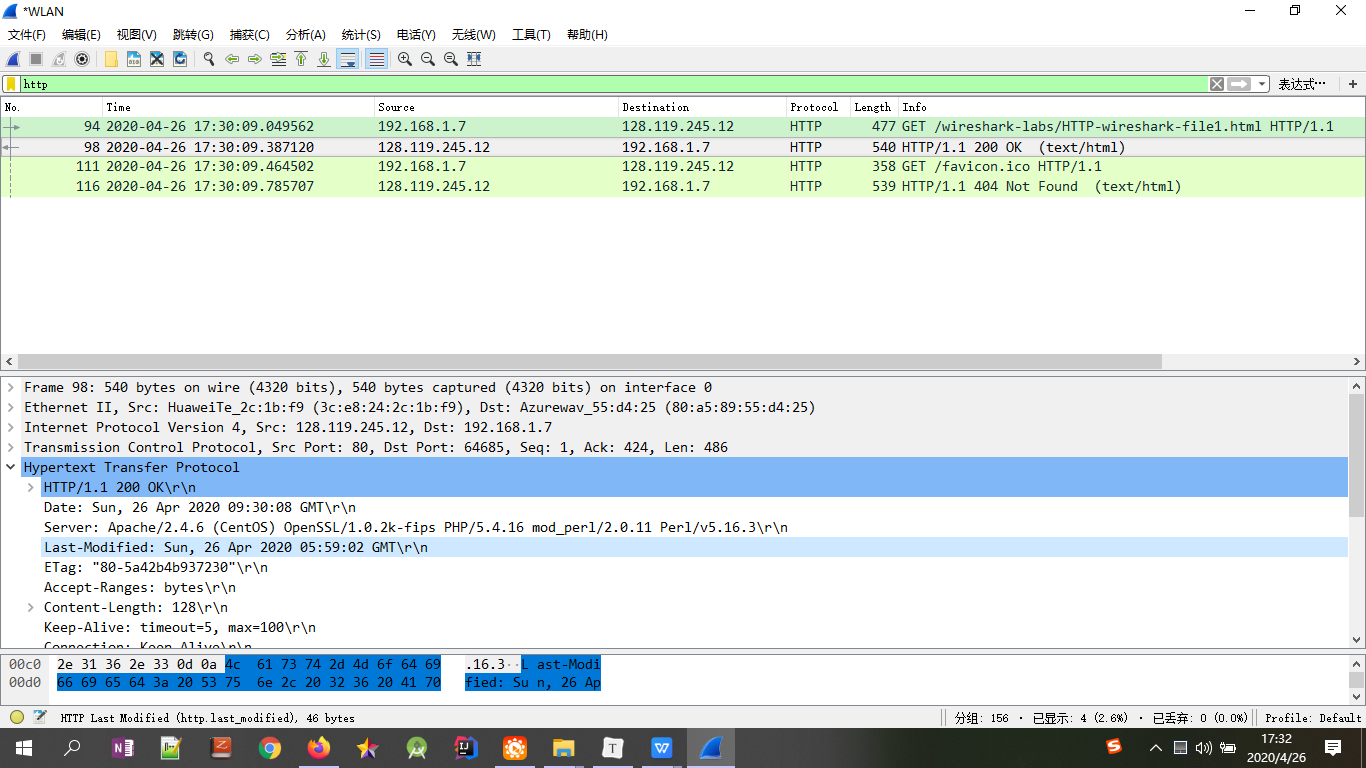 *WLAN
文件(F) 编辑(E) 视图(V) 跳转(G) 捕获(C) 分析(A) 统计(S) 电话(Y) 无线(W) 工具(T) 帮助(H)
http 表达式… +
No. Time Source Destination Protocol Length Info
94 2020-04-26 17:30:09.049562 192.168.1.7 128.119.245.12 HTTP 477 GET /wireshark-labs/HTTP-wireshark-file1.html HTTP/1.1
98 2020-04-26 17:30:09.387120 128.119.245.12 192.168.1.7 HTTP 540 HTTP/1.1 200 OK (text/html)
111 2020-04-26 17:30:09.464502 192.168.1.7 128.119.245.12 HTTP 358 GET /favicon.ico HTTP/1.1
116 2020-04-26 17:30:09.785707 128.119.245.12 192.168.1.7 HTTP 539 HTTP/1.1 404 Not Found (text/html)
Frame 98: 540 bytes on wire (4320 bits), 540 bytes captured (4320 bits) on interface 0
Ethernet II, Src: HuaweiTe_2c:1b:f9 (3c:e8:24:2c:1b:f9), Dst: Azurewav_55:d4:25 (80:a5:89:55:d4:25)
Internet Protocol Version 4, Src: 128.119.245.12, Dst: 192.168.1.7
Transmission Control Protocol, Src Port: 80, Dst Port: 64685, Seq: 1, Ack: 424, Len: 486
Hypertext Transfer Protocol
HTTP/1.1 200 OK\r\n
Date: Sun, 26 Apr 2020 09:30:08 GMT\r\n
Server: Apache/2.4.6 (CentOS) OpenSSL/1.0.2k-fips PHP/5.4.16 mod_perl/2.0.11 Perl/v5.16.3\r\n
Last-Modified: Sun, 26 Apr 2020 05:59:02 GMT\r\n
ETag: "80-5a42b4b937230"\r\n
Accept-Ranges: bytes\r\n
Content-Length: 128\r\n
Keep-Alive: timeout=5, max=100\r\n
Connection: Keep-Alive\r\n
00c0 2e 31 36 2e 33 0d 0a 4c 61 73 74 2d 4d 6f 64 69 .16.3··L ast-Modi
00d0 66 69 65 64 3a 20 53 75 6e 2c 20 32 36 20 41 70 fied: Su n, 26 Ap
HTTP Last Modified (http.last_modified), 46 bytes 分组: 156 · 已显示: 4 (2.6%) · 已丢弃: 0 (0.0%) Profile: Default
17:32
2020/4/26